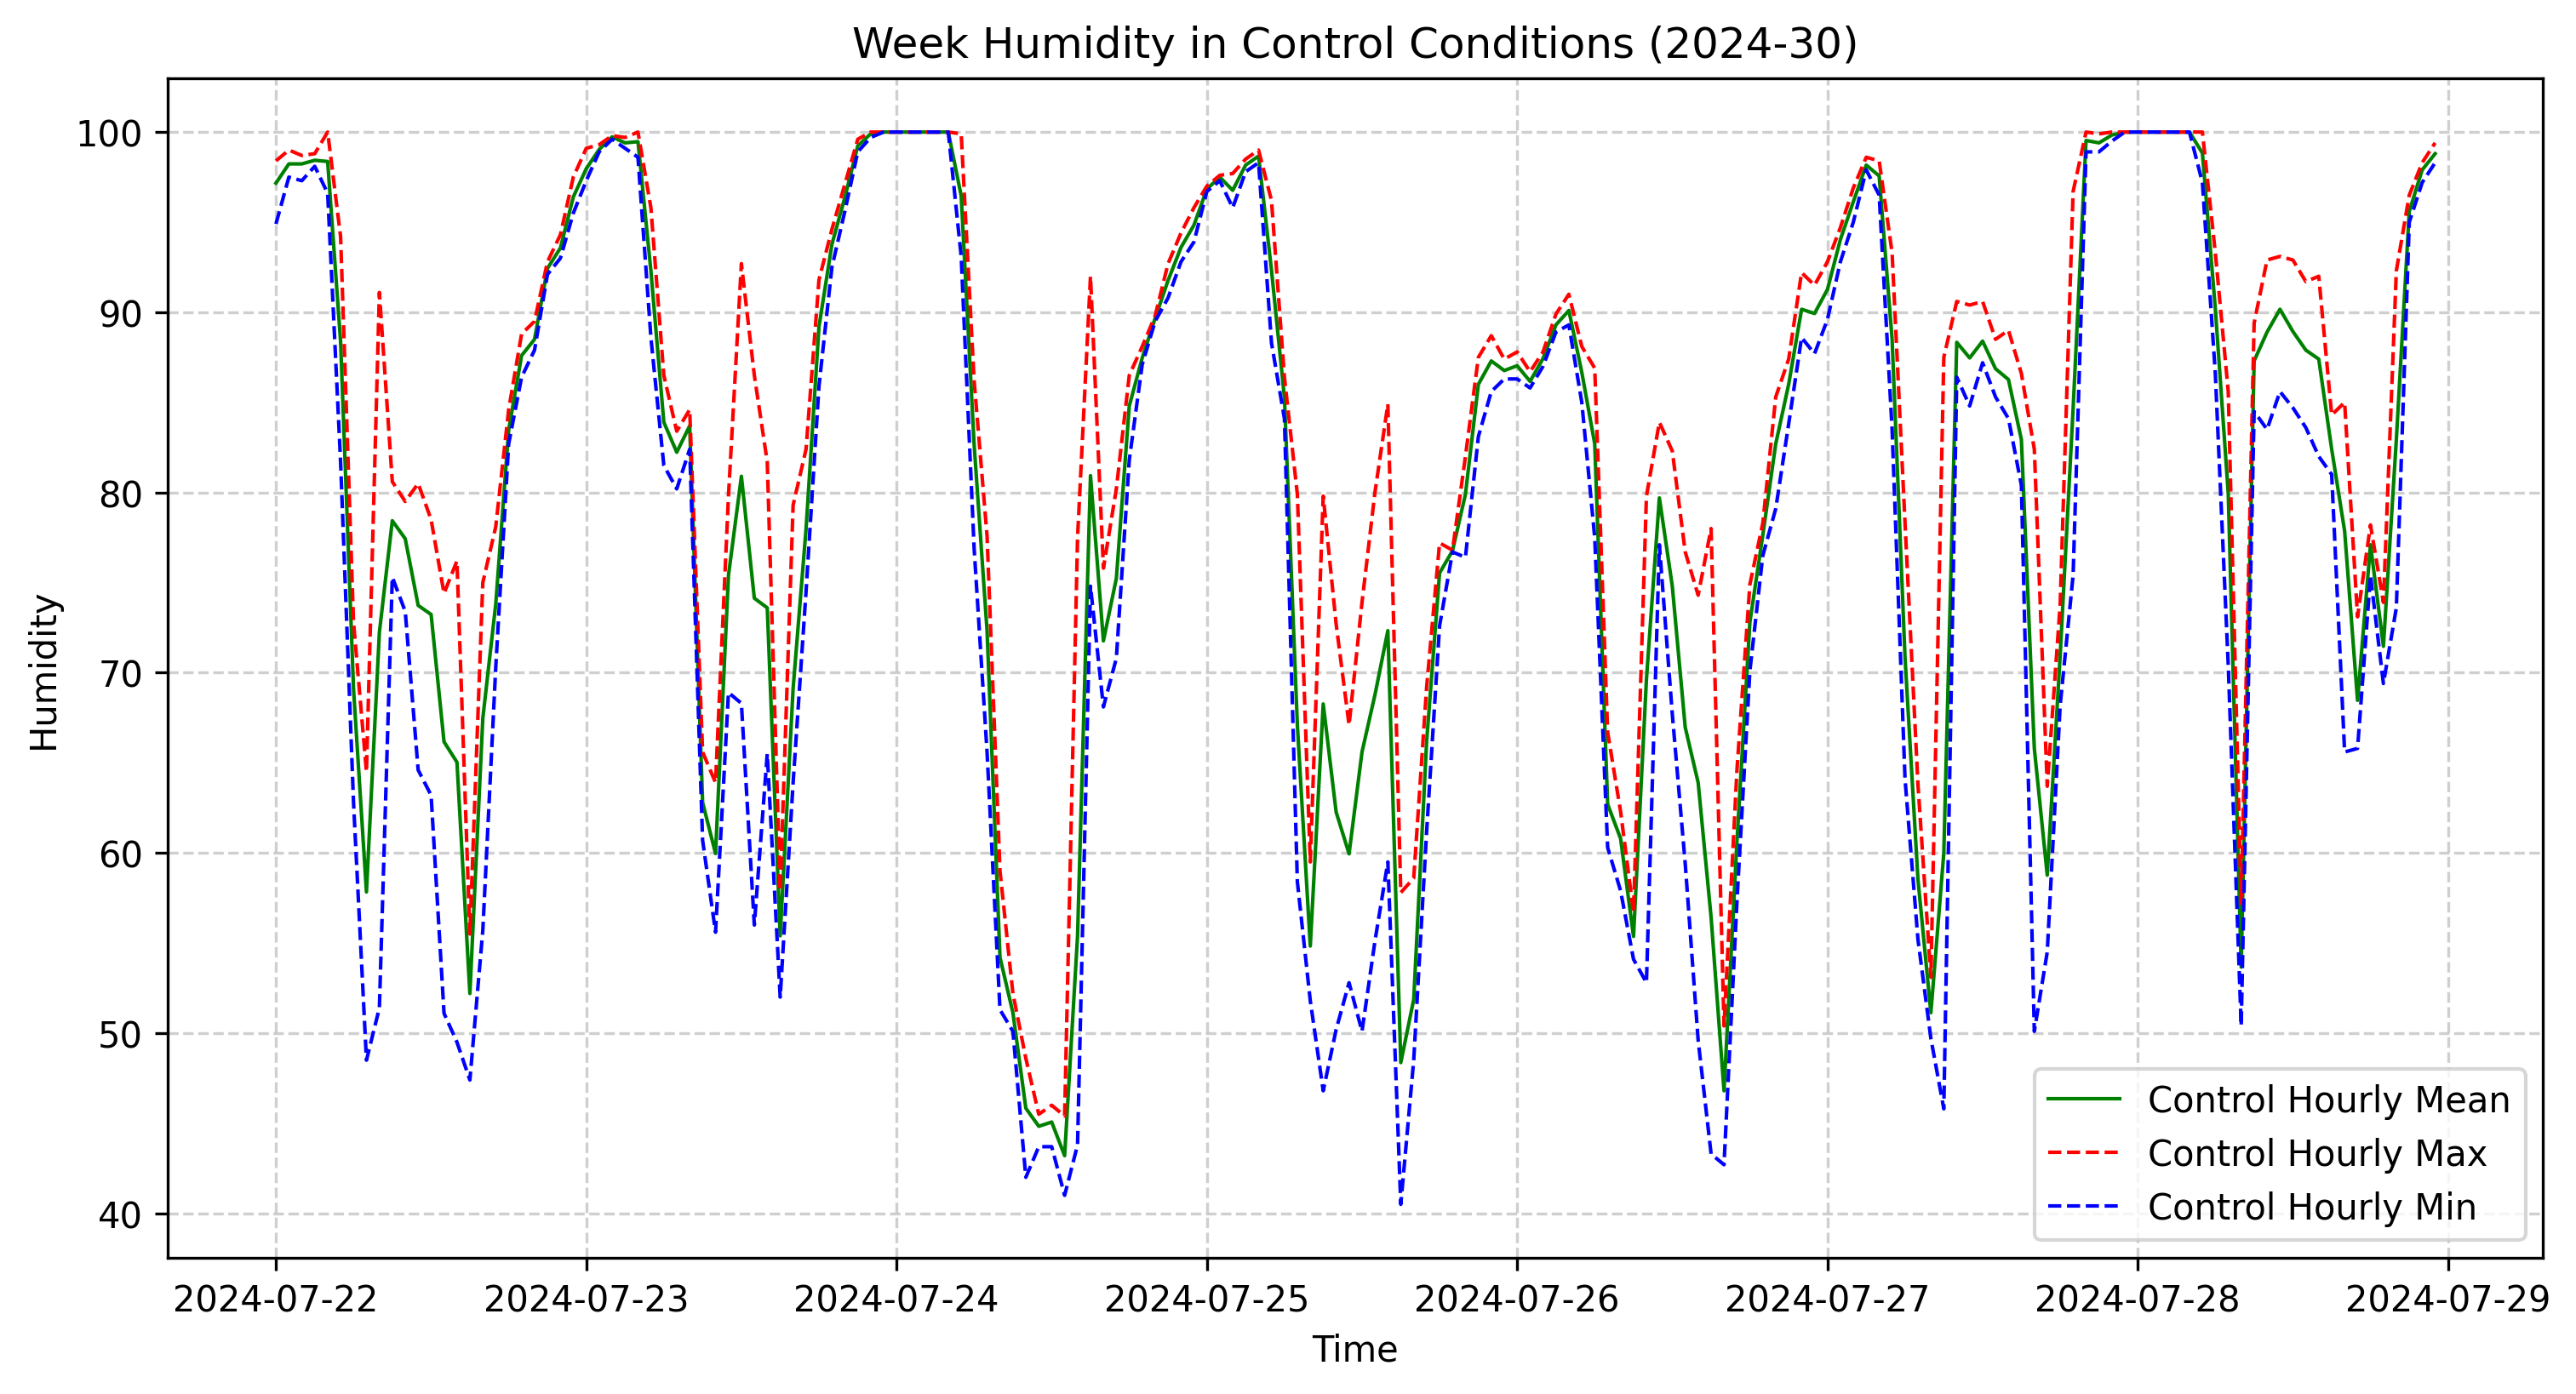 Week Humidity in Control Conditions (2024-30)
100
90
80
70
60
50
40
Humidity
2024-07-22 2024-07-23 2024-07-24 2024-07-25 2024-07-26 2024-07-27 2024-07-28 2024-07-29
Time
Control Hourly Mean
Control Hourly Max
Control Hourly Min